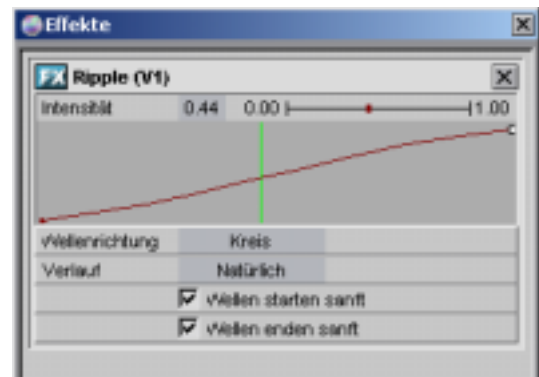 Effekte
FX Ripple (V1)
Intensität 0.44 0.00 1.00
Wellenrichtung Kreis
Verlauf Natürlich
Wellen starten sanft
Wellen enden sanft